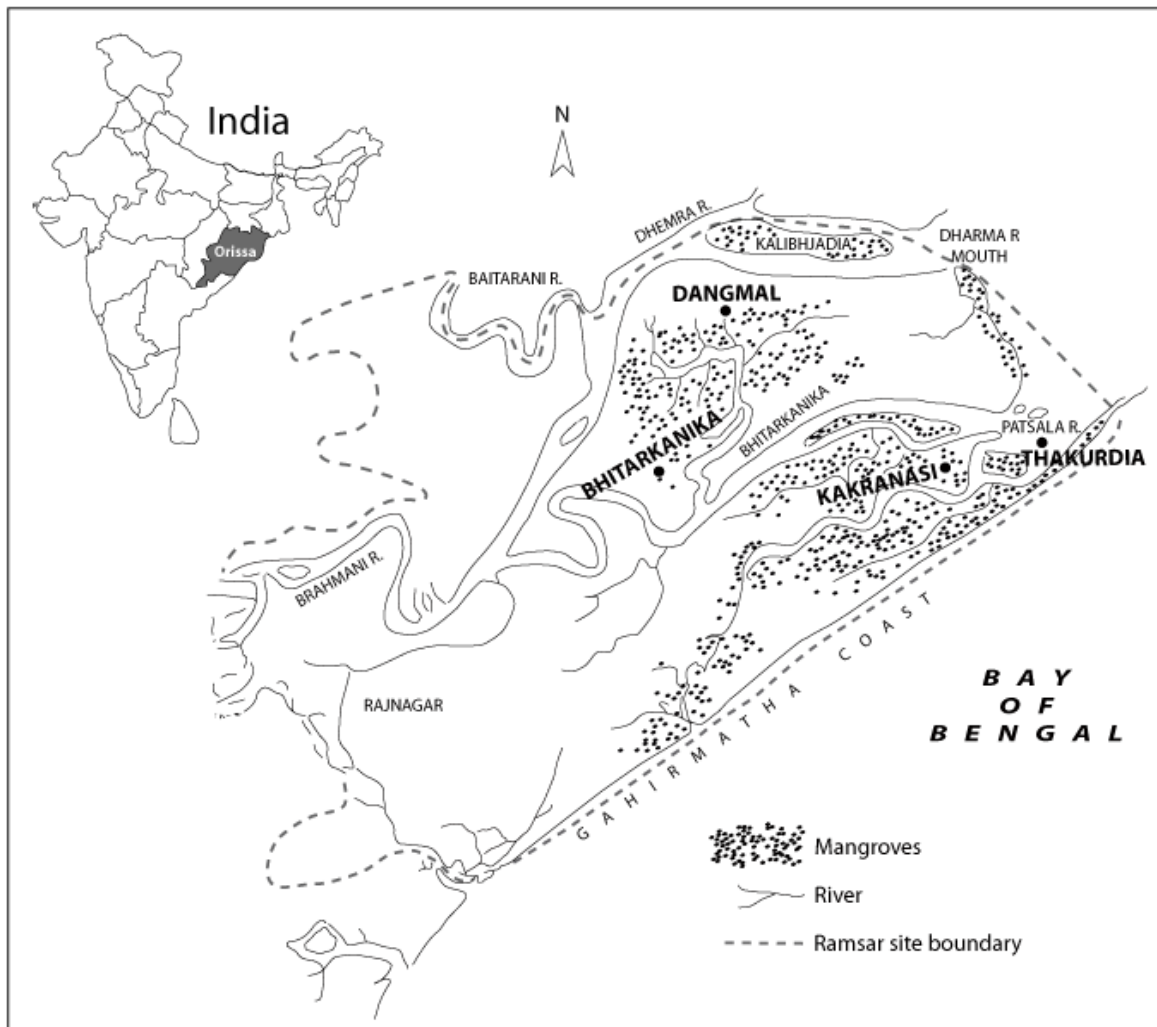 India
Orissa
N
DHEMRA R.
KALIBHJADIA
DHARMA R
MOUTH
BAITARANI R.
DANGMAL
BHITARKANIKA
BHITARKANIKA
PATSALA R.
THAKURDIA
KAKRANASI
BRAHMANI R.
RAJNAGAR
GAHIRMATHA COAST
BAY
OF
BENGAL
Mangroves
River
Ramsar site boundary